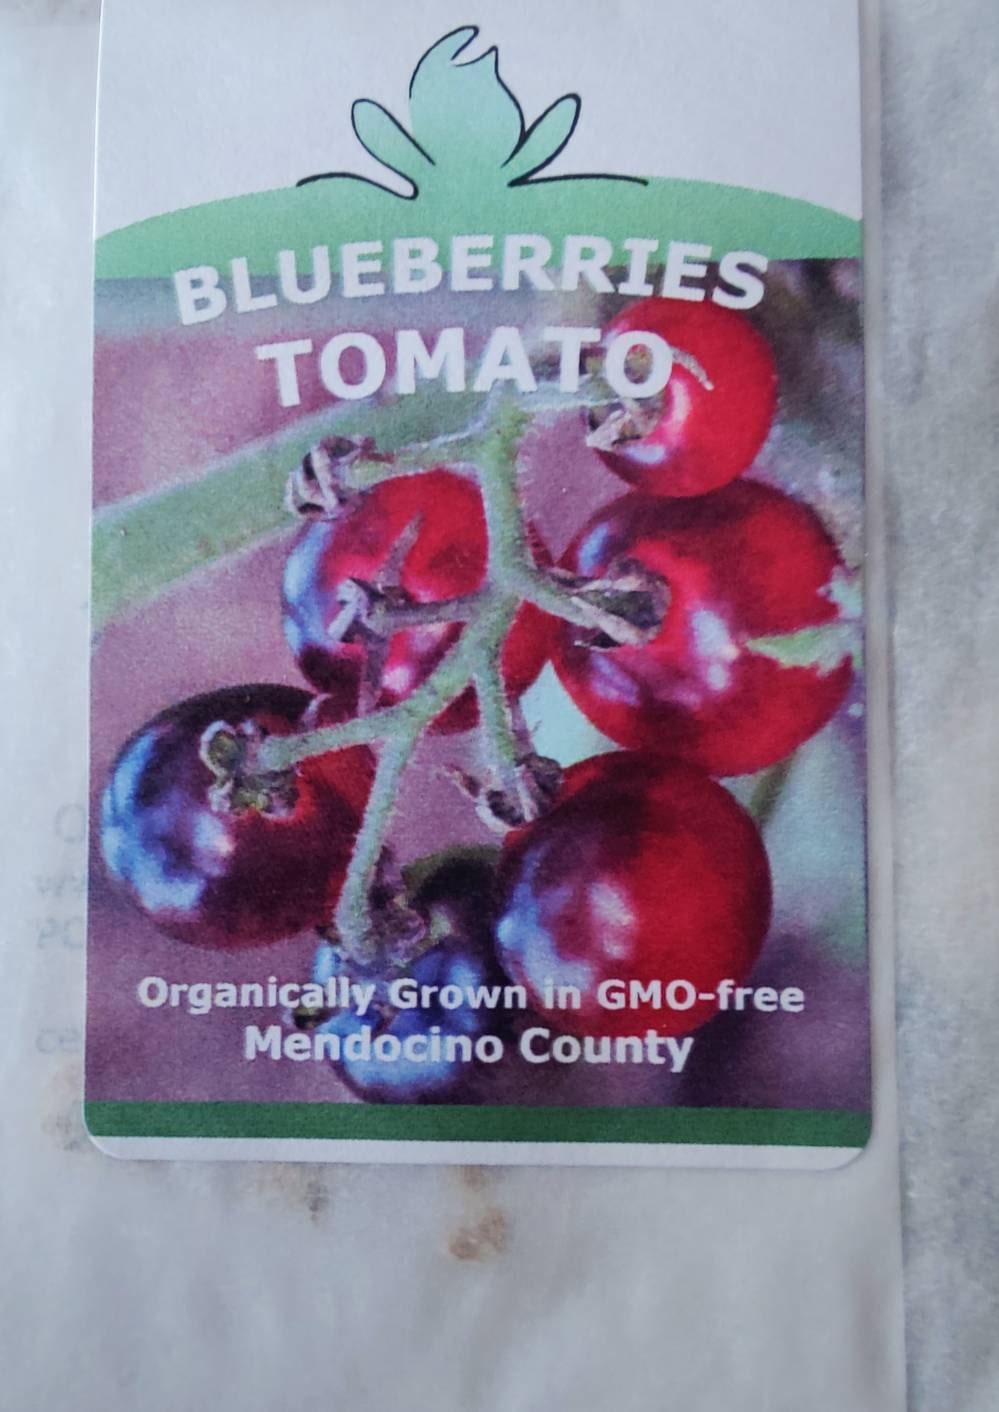 BLUEBERRIES
TOMATO
Organically Grown in GMO-free
Mendocino County